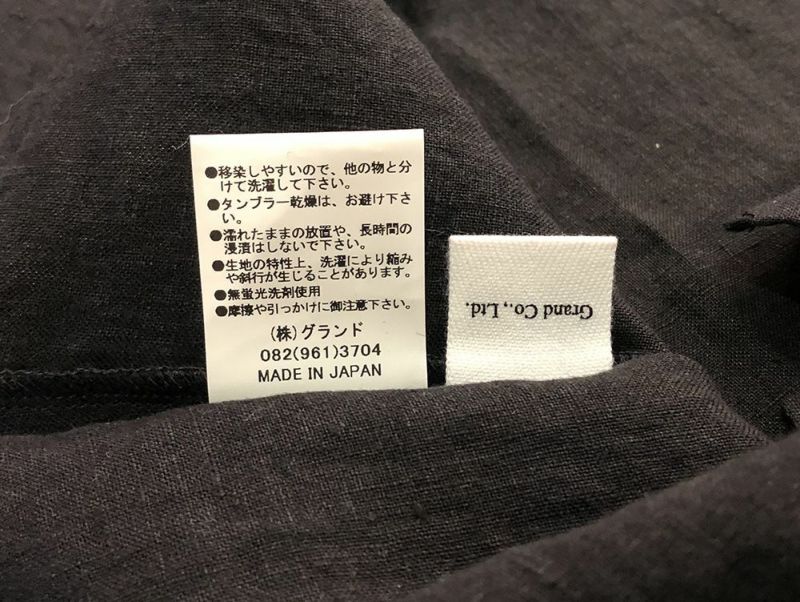 ●移染しやすいので、他の物と分
けて洗濯して下さい。
●タンブラー乾燥は、お避け下さ
い。
●濡れたままの放置や、長時間の
浸漬はしないで下さい。
●生地の特性上、洗濯により縮み
や斜行が生じることがあります。
●無蛍光洗剤使用
●摩擦や引っかけに御注意下さい。
(株)グランド
082(961)3704
MADE IN JAPAN
Grand Co., Ltd.